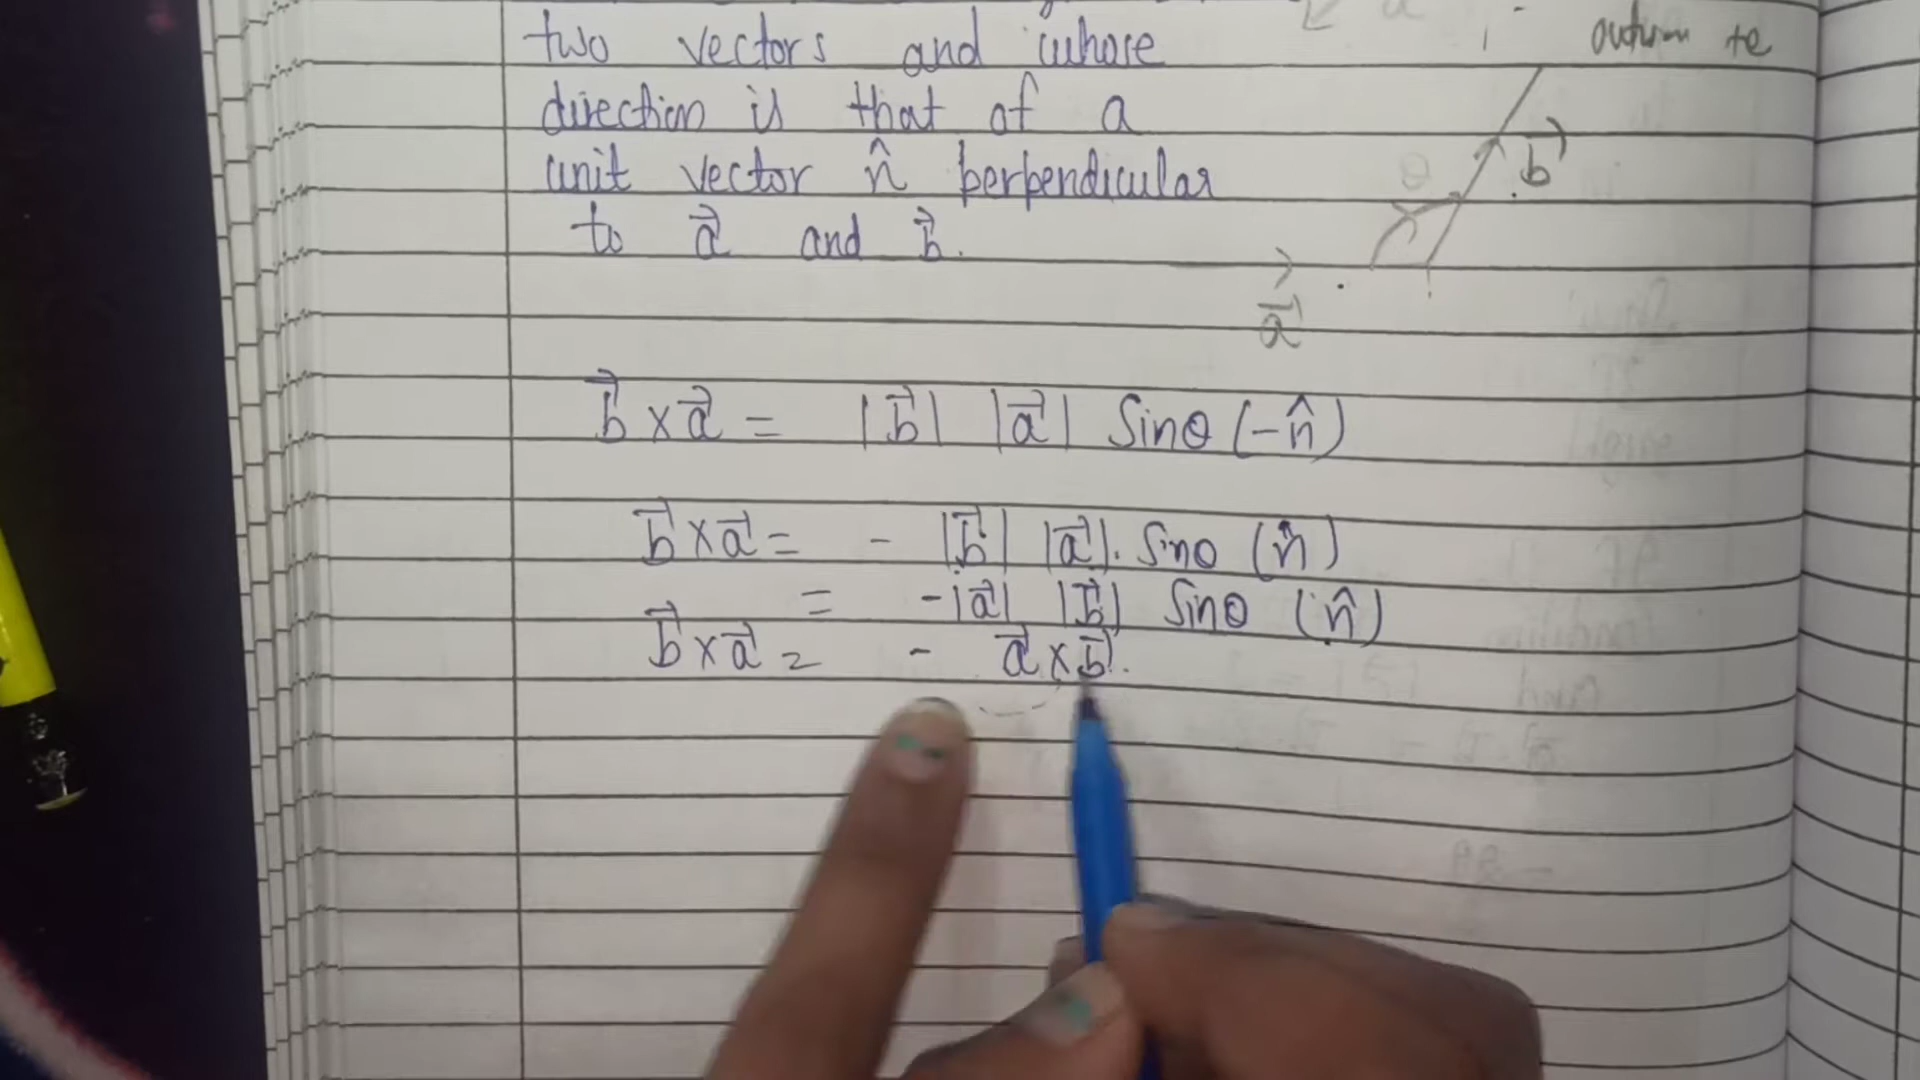 two vectors and whose
direction is that of a
unit vector n̂ perpendicular
to a⃗ and b⃗.
θ
b⃗
a⃗
b⃗ × a⃗ = |b⃗| |a⃗| Sinθ (-n̂)
b⃗ × a⃗ = - |b⃗| |a⃗|. Sinθ (n̂)
= -|a⃗| |b⃗| Sinθ (n̂)
b⃗ × a⃗ = - a⃗ × b⃗.